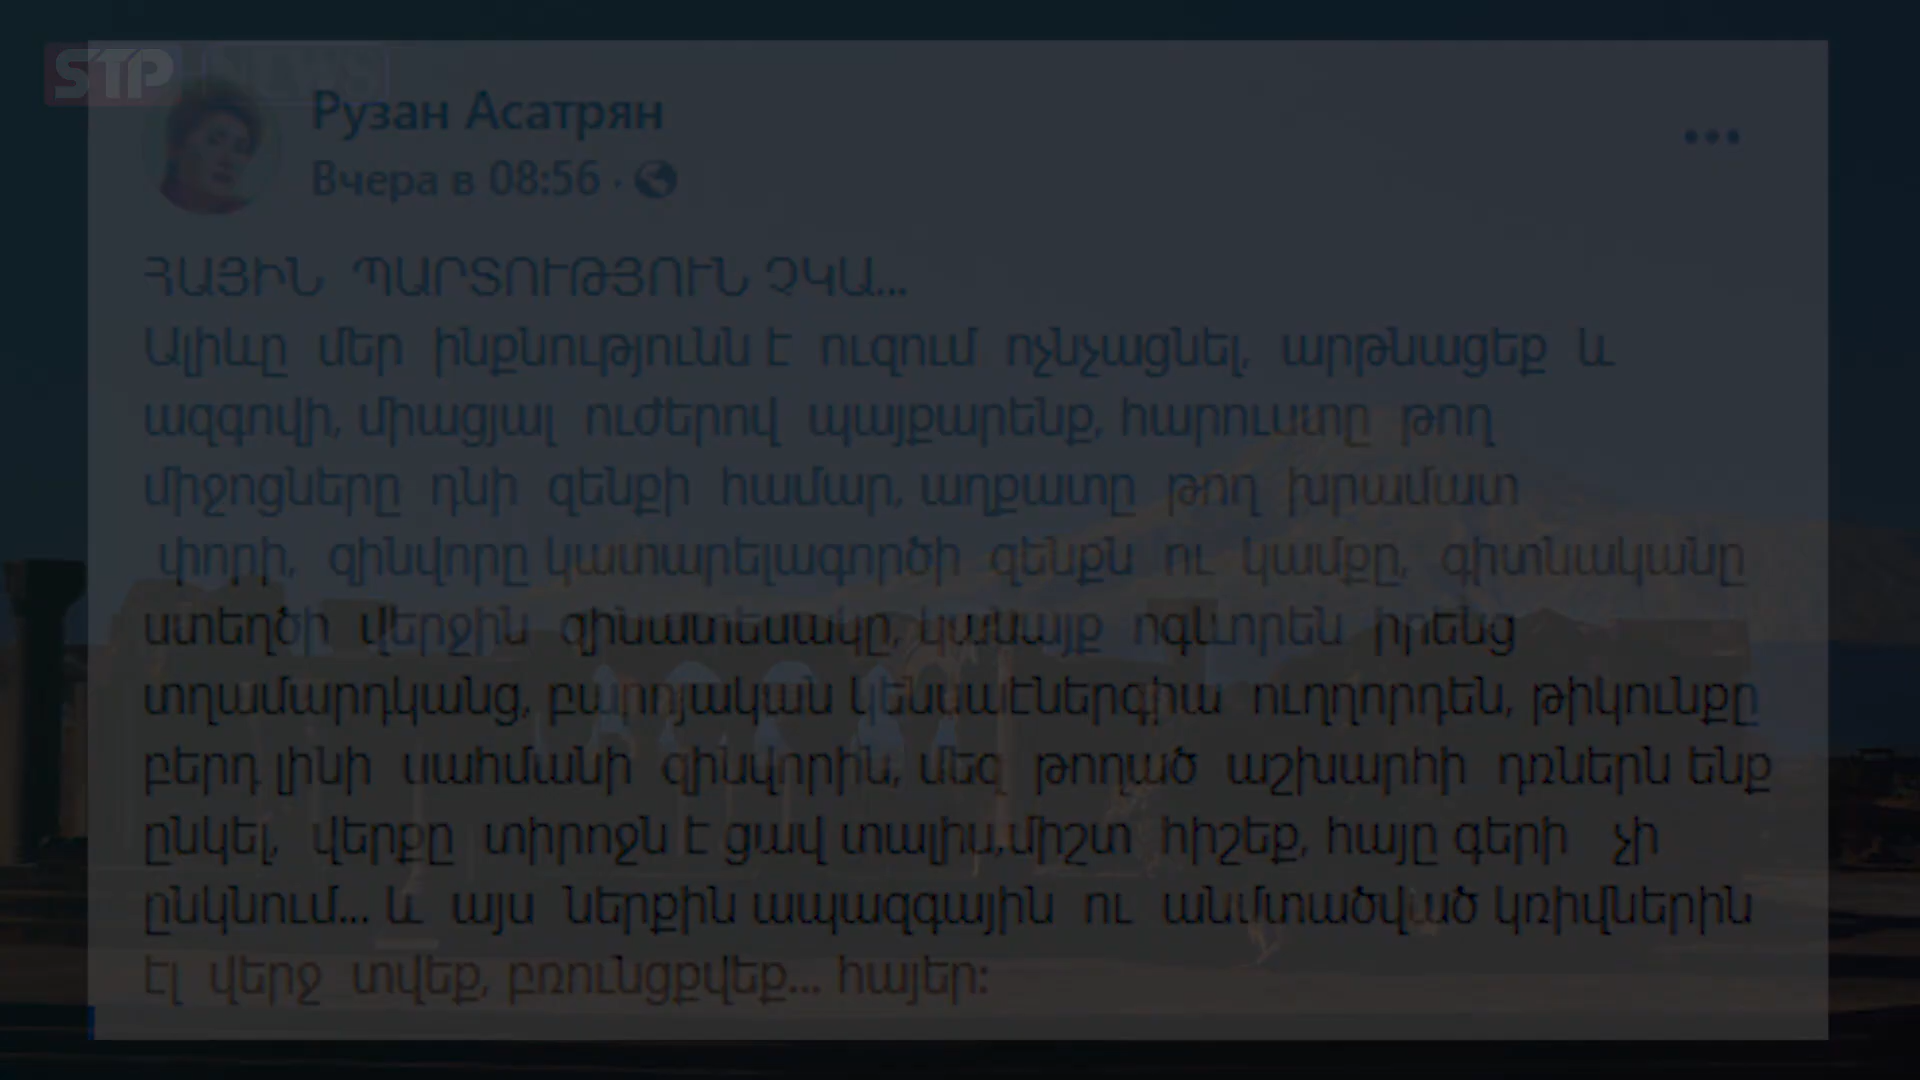 STP NEWS
Рузан Асатрян
Вчера в 08:56 ·
ՀԱՅԻՆ ՊԱՐՏՈՒԹՅՈՒՆ ՉԿԱ...
Ալիևը մեր ինքնությունն է ուզում ոչնչացնել, արթնացեք և
ազգովի, միացյալ ուժերով պայքարենք, հարուստը թող
միջոցները դնի զենքի համար, աղքատը թող խրամատ
փորի, զինվորը կատարելագործի զենքն ու կամքը, գիտնականը
ստեղծի վերջին զինատեսակը, կանայք ոգևորեն իրենց
տղամարդկանց, բարոյական կենսաէներգիա ուղղորդեն, թիկունքը
բերդ լինի սահմանի զինվորին, մեզ թողած աշխարհի դռներն ենք
ընկել, վերքը տիրոջն է ցավ տալիս,միշտ հիշեք, հայը գերի չի
ընկնում... և այս ներքին ապազգային ու անմտածված կռիվներին
էլ վերջ տվեք, բռունցքվեք... հայեր: